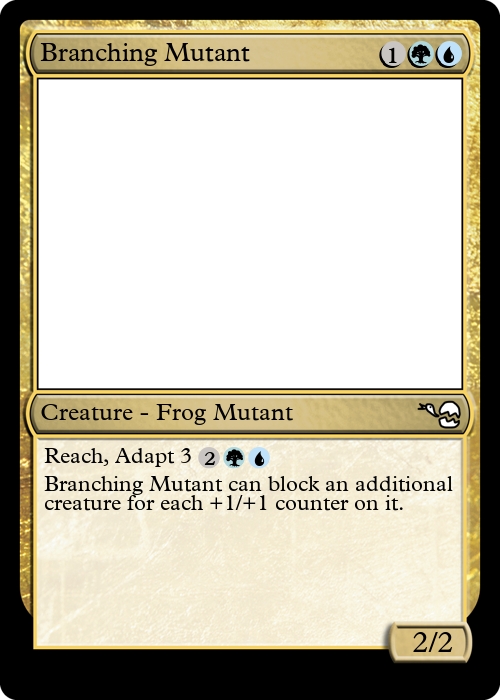 Branching Mutant 1
Creature - Frog Mutant
Reach, Adapt 3 2
Branching Mutant can block an additional
creature for each +1/+1 counter on it.
2/2